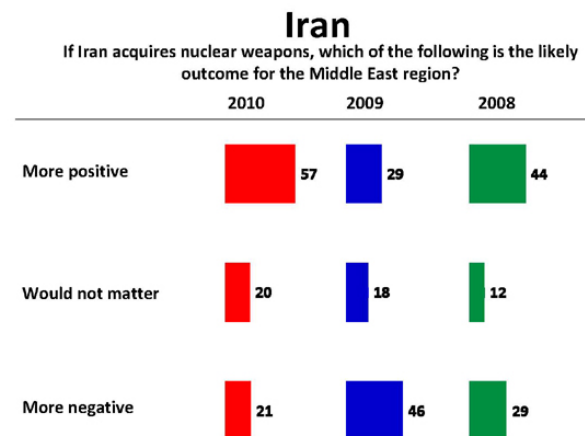 Iran
If Iran acquires nuclear weapons, which of the following is the likely
outcome for the Middle East region?
2010 2009 2008
More positive 57 29 44
Would not matter 20 18 12
More negative 21 46 29